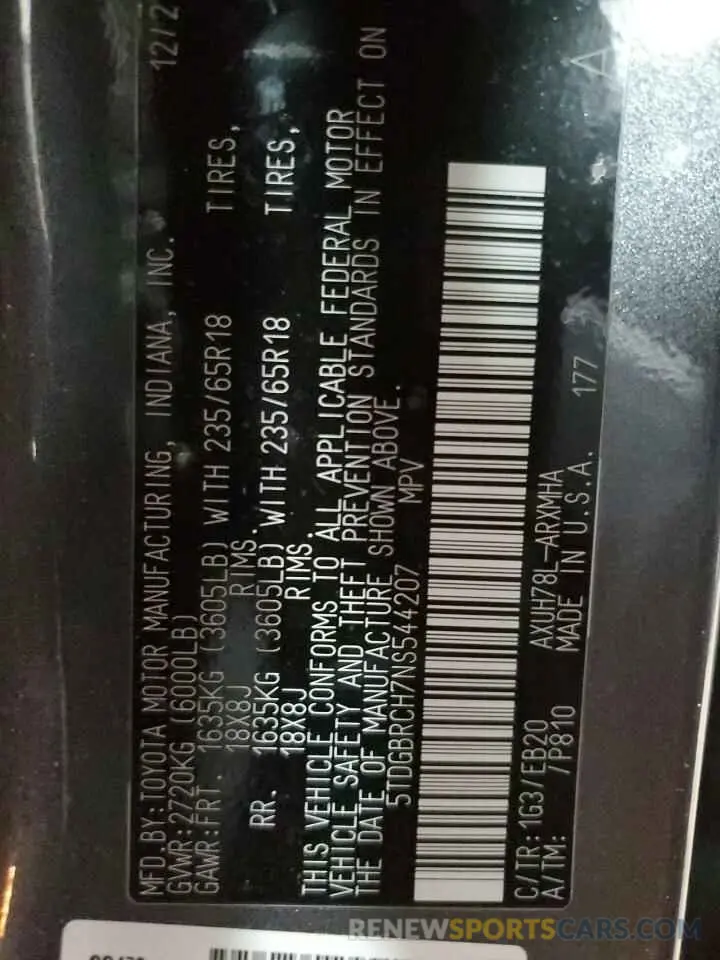 MFD.BY:TOYOTA MOTOR MANUFACTURING, INDIANA, INC. 12/2
GVWR:2720KG (6000LB)
GAWR:FRT. 1635KG (3605LB) WITH 235/65R18 TIRES,
18X8J RIMS.
RR. 1635KG (3605LB) WITH 235/65R18 TIRES,
18X8J RIMS.
THIS VEHICLE CONFORMS TO ALL APPLICABLE FEDERAL MOTOR
VEHICLE SAFETY AND THEFT PREVENTION STANDARDS IN EFFECT ON
THE DATE OF MANUFACTURE SHOWN ABOVE.
5TDGBRCH7NS544207 MPV
C/TR:1G3/EB20 AXUH78L-ARXMHA 177
A/TM: /P810 MADE IN U.S.A.
RENEWSPORTSCARS.COM